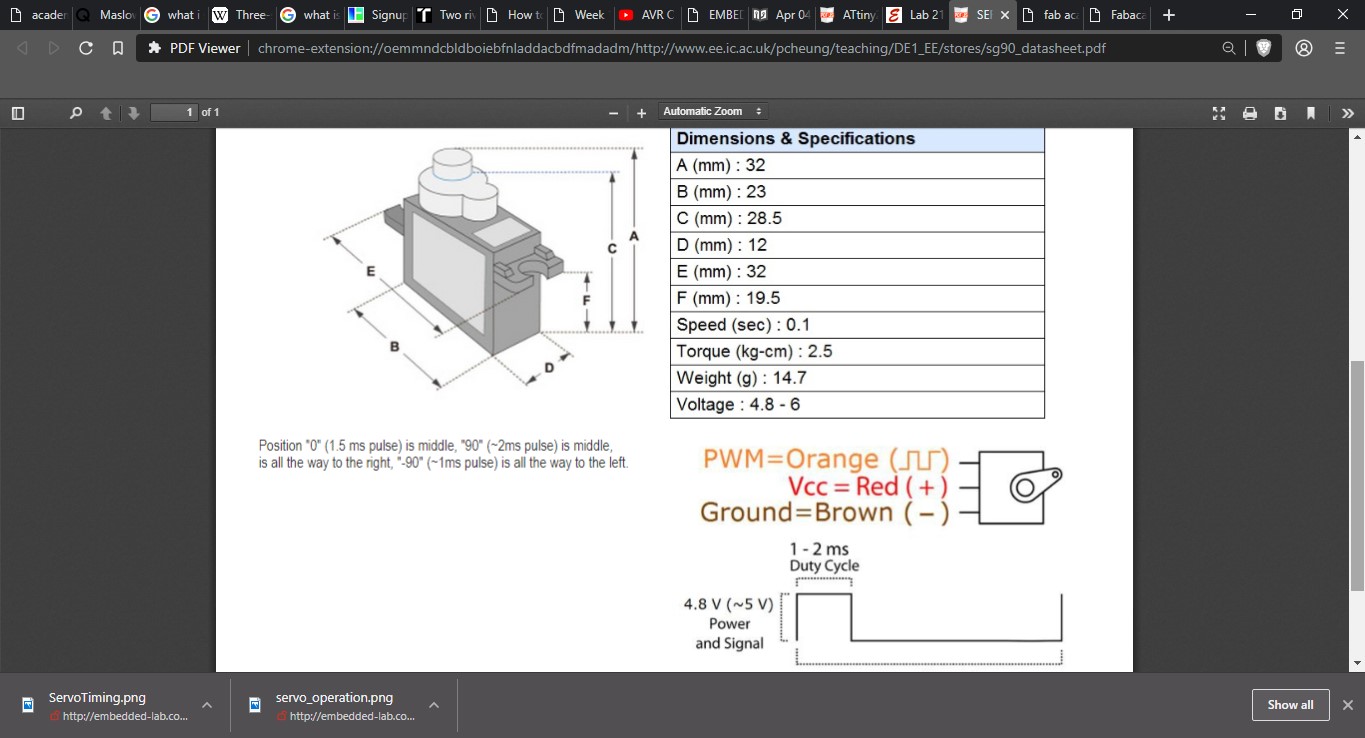 acader
Maslov
what i
Three-
what is
Signup
Two ri
How t
Week
AVR C
EMBE
Apr 04
ATtiny
Lab 21
SE
fab aca
Fabaca
PDF Viewer
chrome-extension://oemmndcbldboiebfnladdacbdfmadadm/http://www.ee.ic.ac.uk/pcheung/teaching/DE1_EE/stores/sg90_datasheet.pdf
1 of 1
Automatic Zoom
Dimensions & Specifications
A (mm) : 32
B (mm) : 23
C (mm) : 28.5
D (mm) : 12
E (mm) : 32
F (mm) : 19.5
Speed (sec) : 0.1
Torque (kg-cm) : 2.5
Weight (g) : 14.7
Voltage : 4.8 - 6
A
C
E
F
B
D
Position "0" (1.5 ms pulse) is middle, "90" (~2ms pulse) is middle,
is all the way to the right, "-90" (~1ms pulse) is all the way to the left.
PWM=Orange (⎍⎍)
Vcc = Red (+)
Ground=Brown (−)
1 - 2 ms
Duty Cycle
4.8 V (~5 V)
Power
and Signal
ServoTiming.png
http://embedded-lab.co...
servo_operation.png
http://embedded-lab.co...
Show all